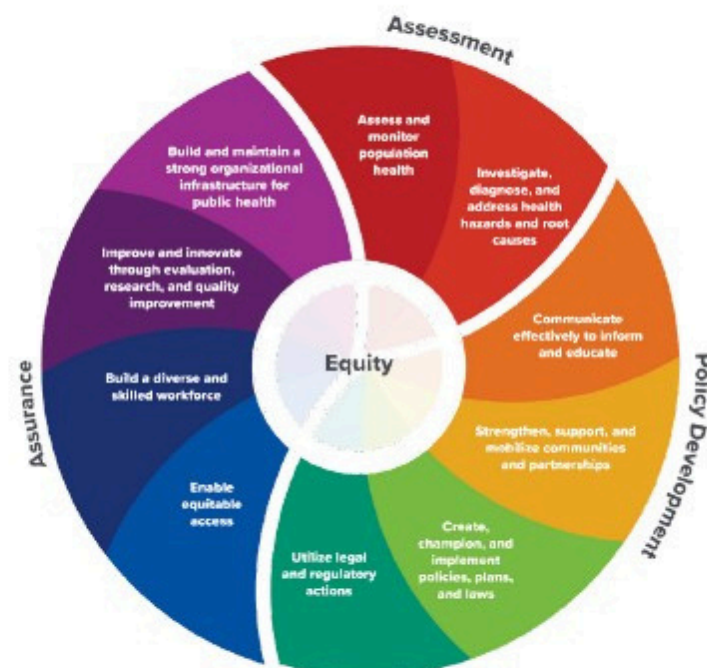 Assessment
Assess and
monitor
population
health
Investigate,
diagnose, and
address health
hazards and root
causes
Policy Development
Communicate
effectively to inform
and educate
Strengthen, support, and
mobilize communities
and partnerships
Create,
champion, and
implement
policies, plans,
and laws
Utilize legal
and regulatory
actions
Assurance
Enable
equitable
access
Build a diverse and
skilled workforce
Improve and innovate
through evaluation,
research, and quality
improvement
Build and maintain a
strong organizational
infrastructure for
public health
Equity